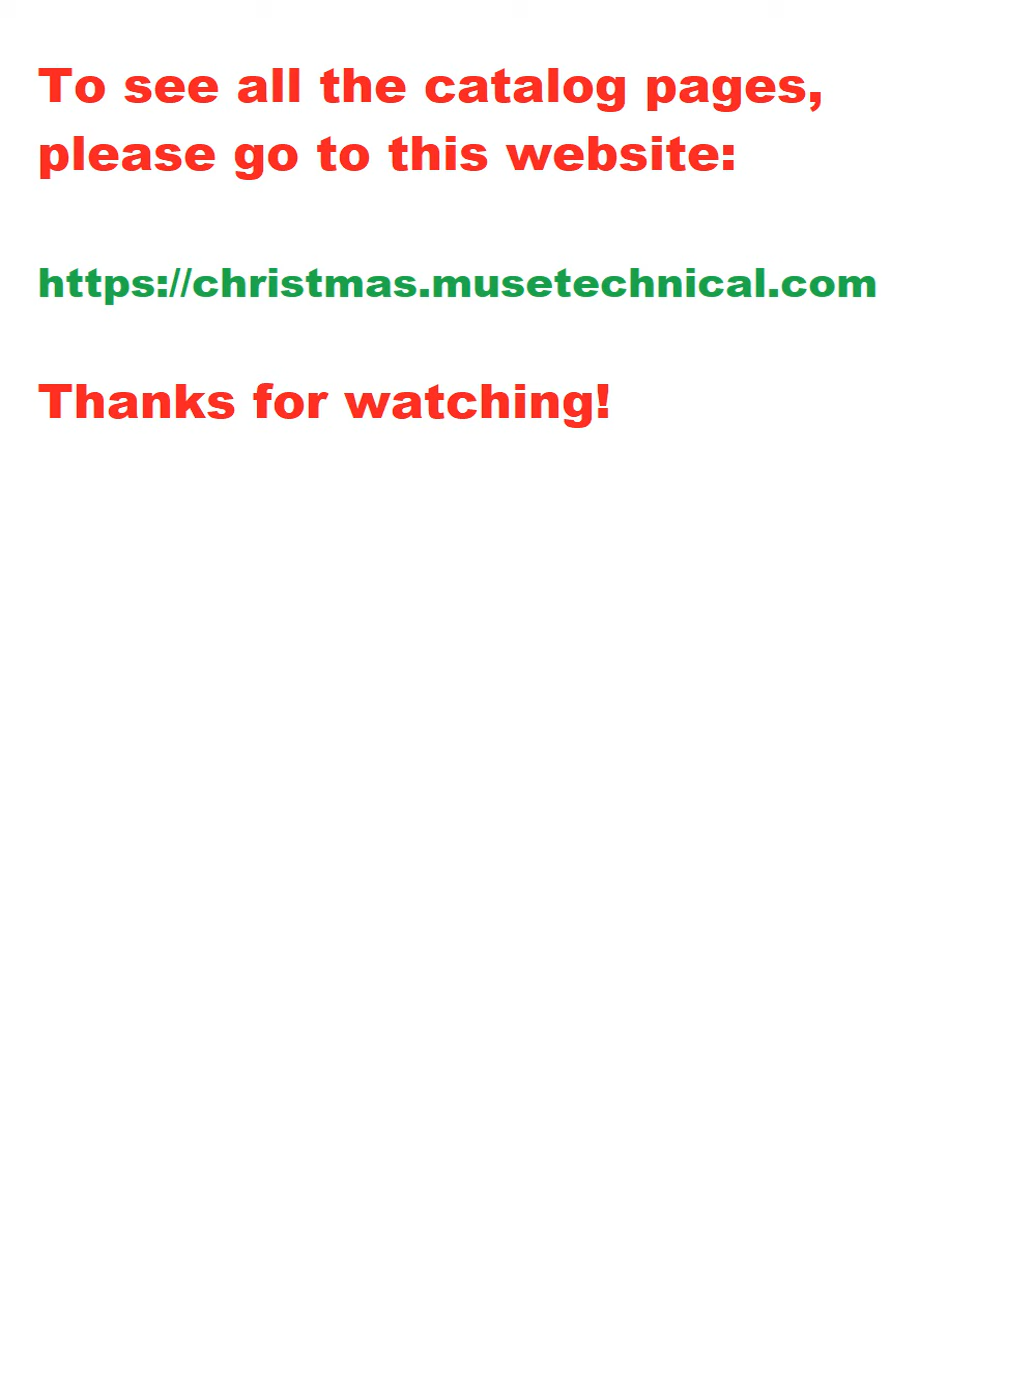 To see all the catalog pages,
please go to this website:
https://christmas.musetechnical.com
Thanks for watching!